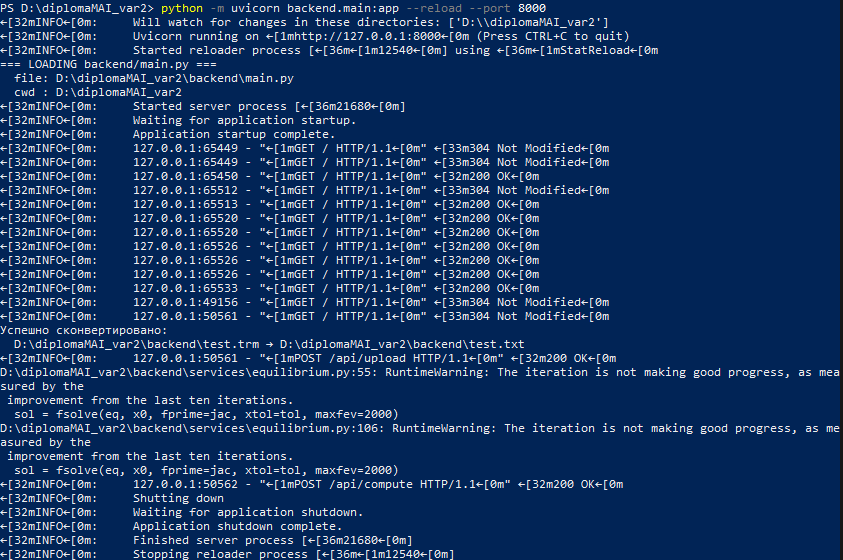 PS D:\diplomaMAI_var2> python -m uvicorn backend.main:app --reload --port 8000
←[32mINFO←[0m:     Will watch for changes in these directories: ['D:\\diplomaMAI_var2']
←[32mINFO←[0m:     Uvicorn running on ←[1mhttp://127.0.0.1:8000←[0m (Press CTRL+C to quit)
←[32mINFO←[0m:     Started reloader process [←[36m←[1m12540←[0m] using ←[36m←[1mStatReload←[0m
=== LOADING backend/main.py ===
  file: D:\diplomaMAI_var2\backend\main.py
  cwd : D:\diplomaMAI_var2
←[32mINFO←[0m:     Started server process [←[36m21680←[0m]
←[32mINFO←[0m:     Waiting for application startup.
←[32mINFO←[0m:     Application startup complete.
←[32mINFO←[0m:     127.0.0.1:65449 - "←[1mGET / HTTP/1.1←[0m" ←[33m304 Not Modified←[0m
←[32mINFO←[0m:     127.0.0.1:65449 - "←[1mGET / HTTP/1.1←[0m" ←[33m304 Not Modified←[0m
←[32mINFO←[0m:     127.0.0.1:65450 - "←[1mGET / HTTP/1.1←[0m" ←[32m200 OK←[0m
←[32mINFO←[0m:     127.0.0.1:65512 - "←[1mGET / HTTP/1.1←[0m" ←[33m304 Not Modified←[0m
←[32mINFO←[0m:     127.0.0.1:65513 - "←[1mGET / HTTP/1.1←[0m" ←[32m200 OK←[0m
←[32mINFO←[0m:     127.0.0.1:65520 - "←[1mGET / HTTP/1.1←[0m" ←[32m200 OK←[0m
←[32mINFO←[0m:     127.0.0.1:65520 - "←[1mGET / HTTP/1.1←[0m" ←[32m200 OK←[0m
←[32mINFO←[0m:     127.0.0.1:65526 - "←[1mGET / HTTP/1.1←[0m" ←[32m200 OK←[0m
←[32mINFO←[0m:     127.0.0.1:65526 - "←[1mGET / HTTP/1.1←[0m" ←[32m200 OK←[0m
←[32mINFO←[0m:     127.0.0.1:65526 - "←[1mGET / HTTP/1.1←[0m" ←[32m200 OK←[0m
←[32mINFO←[0m:     127.0.0.1:65533 - "←[1mGET / HTTP/1.1←[0m" ←[32m200 OK←[0m
←[32mINFO←[0m:     127.0.0.1:49156 - "←[1mGET / HTTP/1.1←[0m" ←[33m304 Not Modified←[0m
←[32mINFO←[0m:     127.0.0.1:50561 - "←[1mGET / HTTP/1.1←[0m" ←[33m304 Not Modified←[0m
Успешно сконвертировано:
  D:\diplomaMAI_var2\backend\test.trm → D:\diplomaMAI_var2\backend\test.txt
←[32mINFO←[0m:     127.0.0.1:50561 - "←[1mPOST /api/upload HTTP/1.1←[0m" ←[32m200 OK←[0m
D:\diplomaMAI_var2\backend\services\equilibrium.py:55: RuntimeWarning: The iteration is not making good progress, as mea
sured by the
 improvement from the last ten iterations.
  sol = fsolve(eq, x0, fprime=jac, xtol=tol, maxfev=2000)
D:\diplomaMAI_var2\backend\services\equilibrium.py:106: RuntimeWarning: The iteration is not making good progress, as me
asured by the
 improvement from the last ten iterations.
  sol = fsolve(eq, x0, fprime=jac, xtol=tol, maxfev=2000)
←[32mINFO←[0m:     127.0.0.1:50562 - "←[1mPOST /api/compute HTTP/1.1←[0m" ←[32m200 OK←[0m
←[32mINFO←[0m:     Shutting down
←[32mINFO←[0m:     Waiting for application shutdown.
←[32mINFO←[0m:     Application shutdown complete.
←[32mINFO←[0m:     Finished server process [←[36m21680←[0m]
←[32mINFO←[0m:     Stopping reloader process [←[36m←[1m12540←[0m]